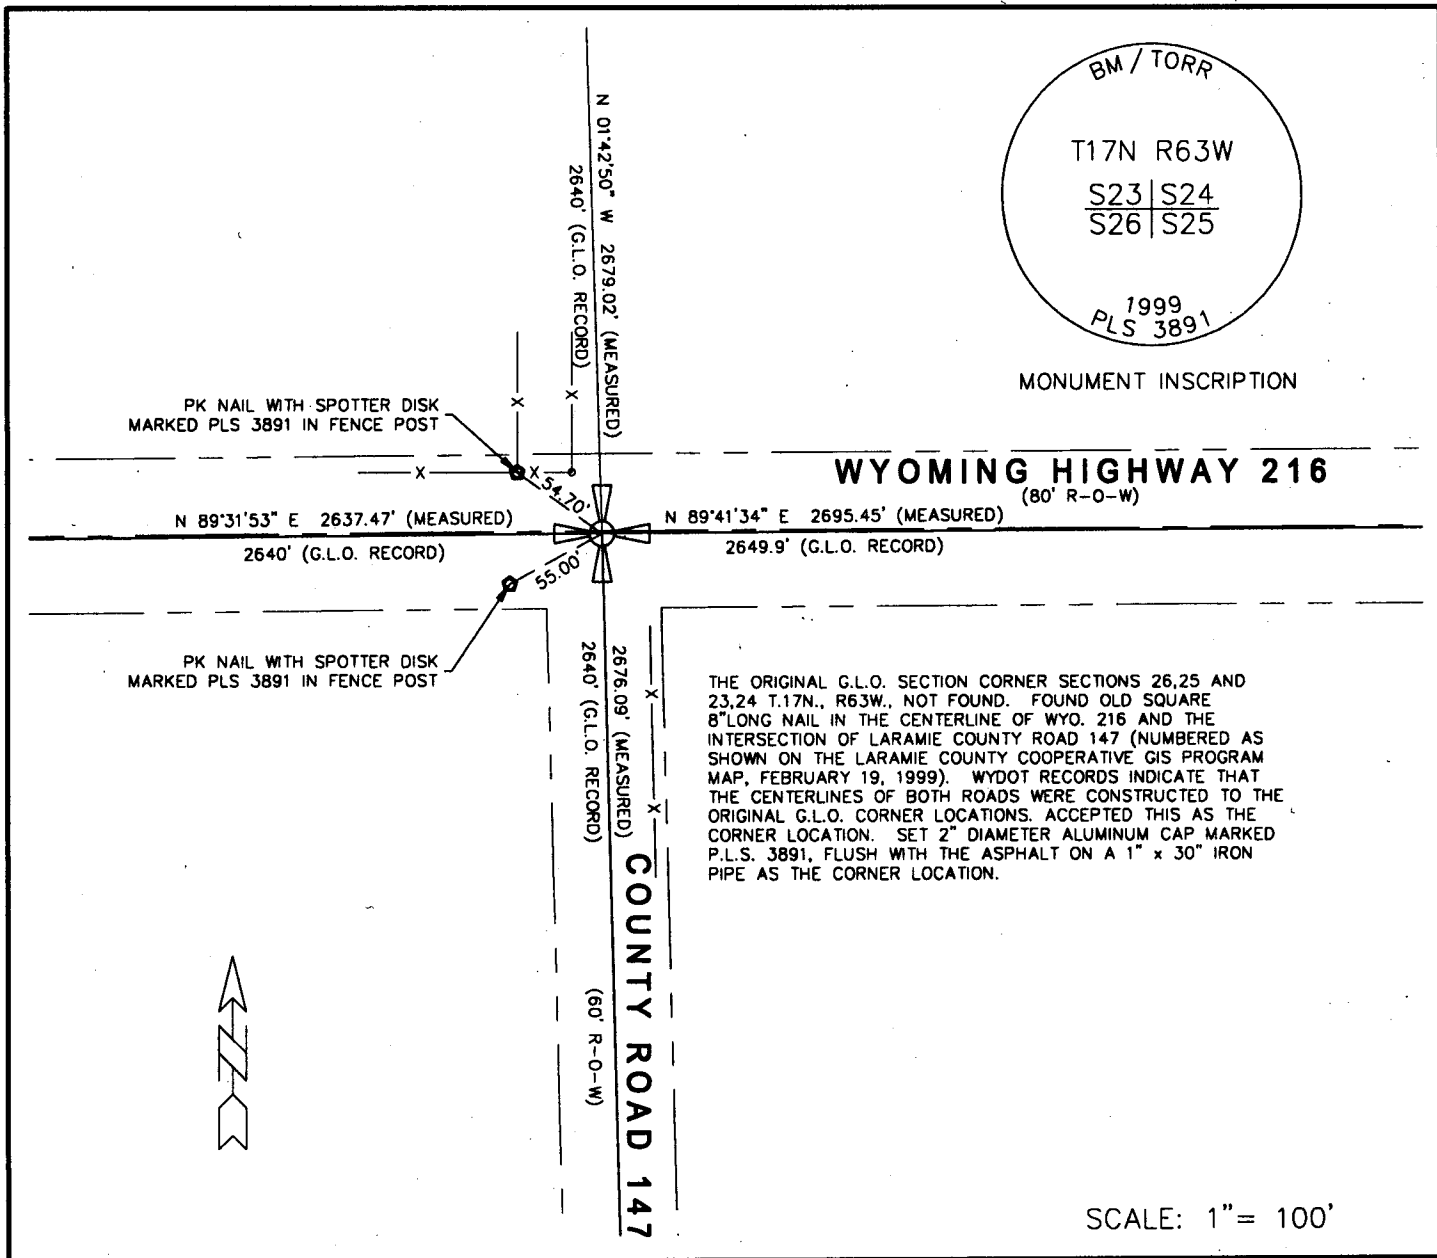 BM / TORR
T17N R63W
S23 S24
S26 S25
1999
PLS 3891
MONUMENT INSCRIPTION
N 01°42'50" W 2679.02' (MEASURED)
2640' (G.L.O. RECORD)
PK NAIL WITH SPOTTER DISK
MARKED PLS 3891 IN FENCE POST
WYOMING HIGHWAY 216
(80' R-O-W)
54.70'
N 89°31'53" E 2637.47' (MEASURED)
2640' (G.L.O. RECORD)
N 89°41'34" E 2695.45' (MEASURED)
2649.9' (G.L.O. RECORD)
55.00'
PK NAIL WITH SPOTTER DISK
MARKED PLS 3891 IN FENCE POST
2676.09' (MEASURED)
2640' (G.L.O. RECORD)
COUNTY ROAD 147
(60' R-O-W)
THE ORIGINAL G.L.O. SECTION CORNER SECTIONS 26,25 AND
23,24 T.17N., R63W., NOT FOUND. FOUND OLD SQUARE
8"LONG NAIL IN THE CENTERLINE OF WYO. 216 AND THE
INTERSECTION OF LARAMIE COUNTY ROAD 147 (NUMBERED AS
SHOWN ON THE LARAMIE COUNTY COOPERATIVE GIS PROGRAM
MAP, FEBRUARY 19, 1999). WYDOT RECORDS INDICATE THAT
THE CENTERLINES OF BOTH ROADS WERE CONSTRUCTED TO THE
ORIGINAL G.L.O. CORNER LOCATIONS. ACCEPTED THIS AS THE
CORNER LOCATION. SET 2" DIAMETER ALUMINUM CAP MARKED
P.L.S. 3891, FLUSH WITH THE ASPHALT ON A 1" x 30" IRON
PIPE AS THE CORNER LOCATION.
N
SCALE: 1"= 100'